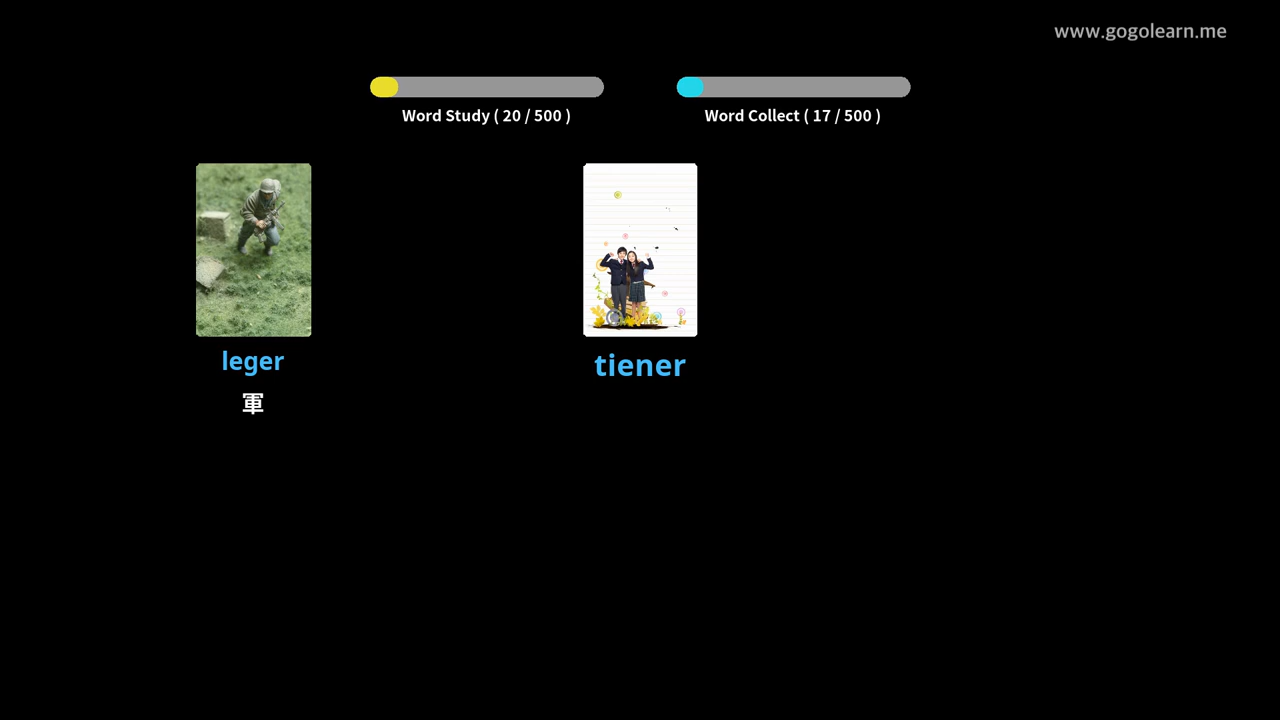 www.gogolearn.me
Word Study ( 20 / 500 )
Word Collect ( 17 / 500 )
leger
tiener
軍